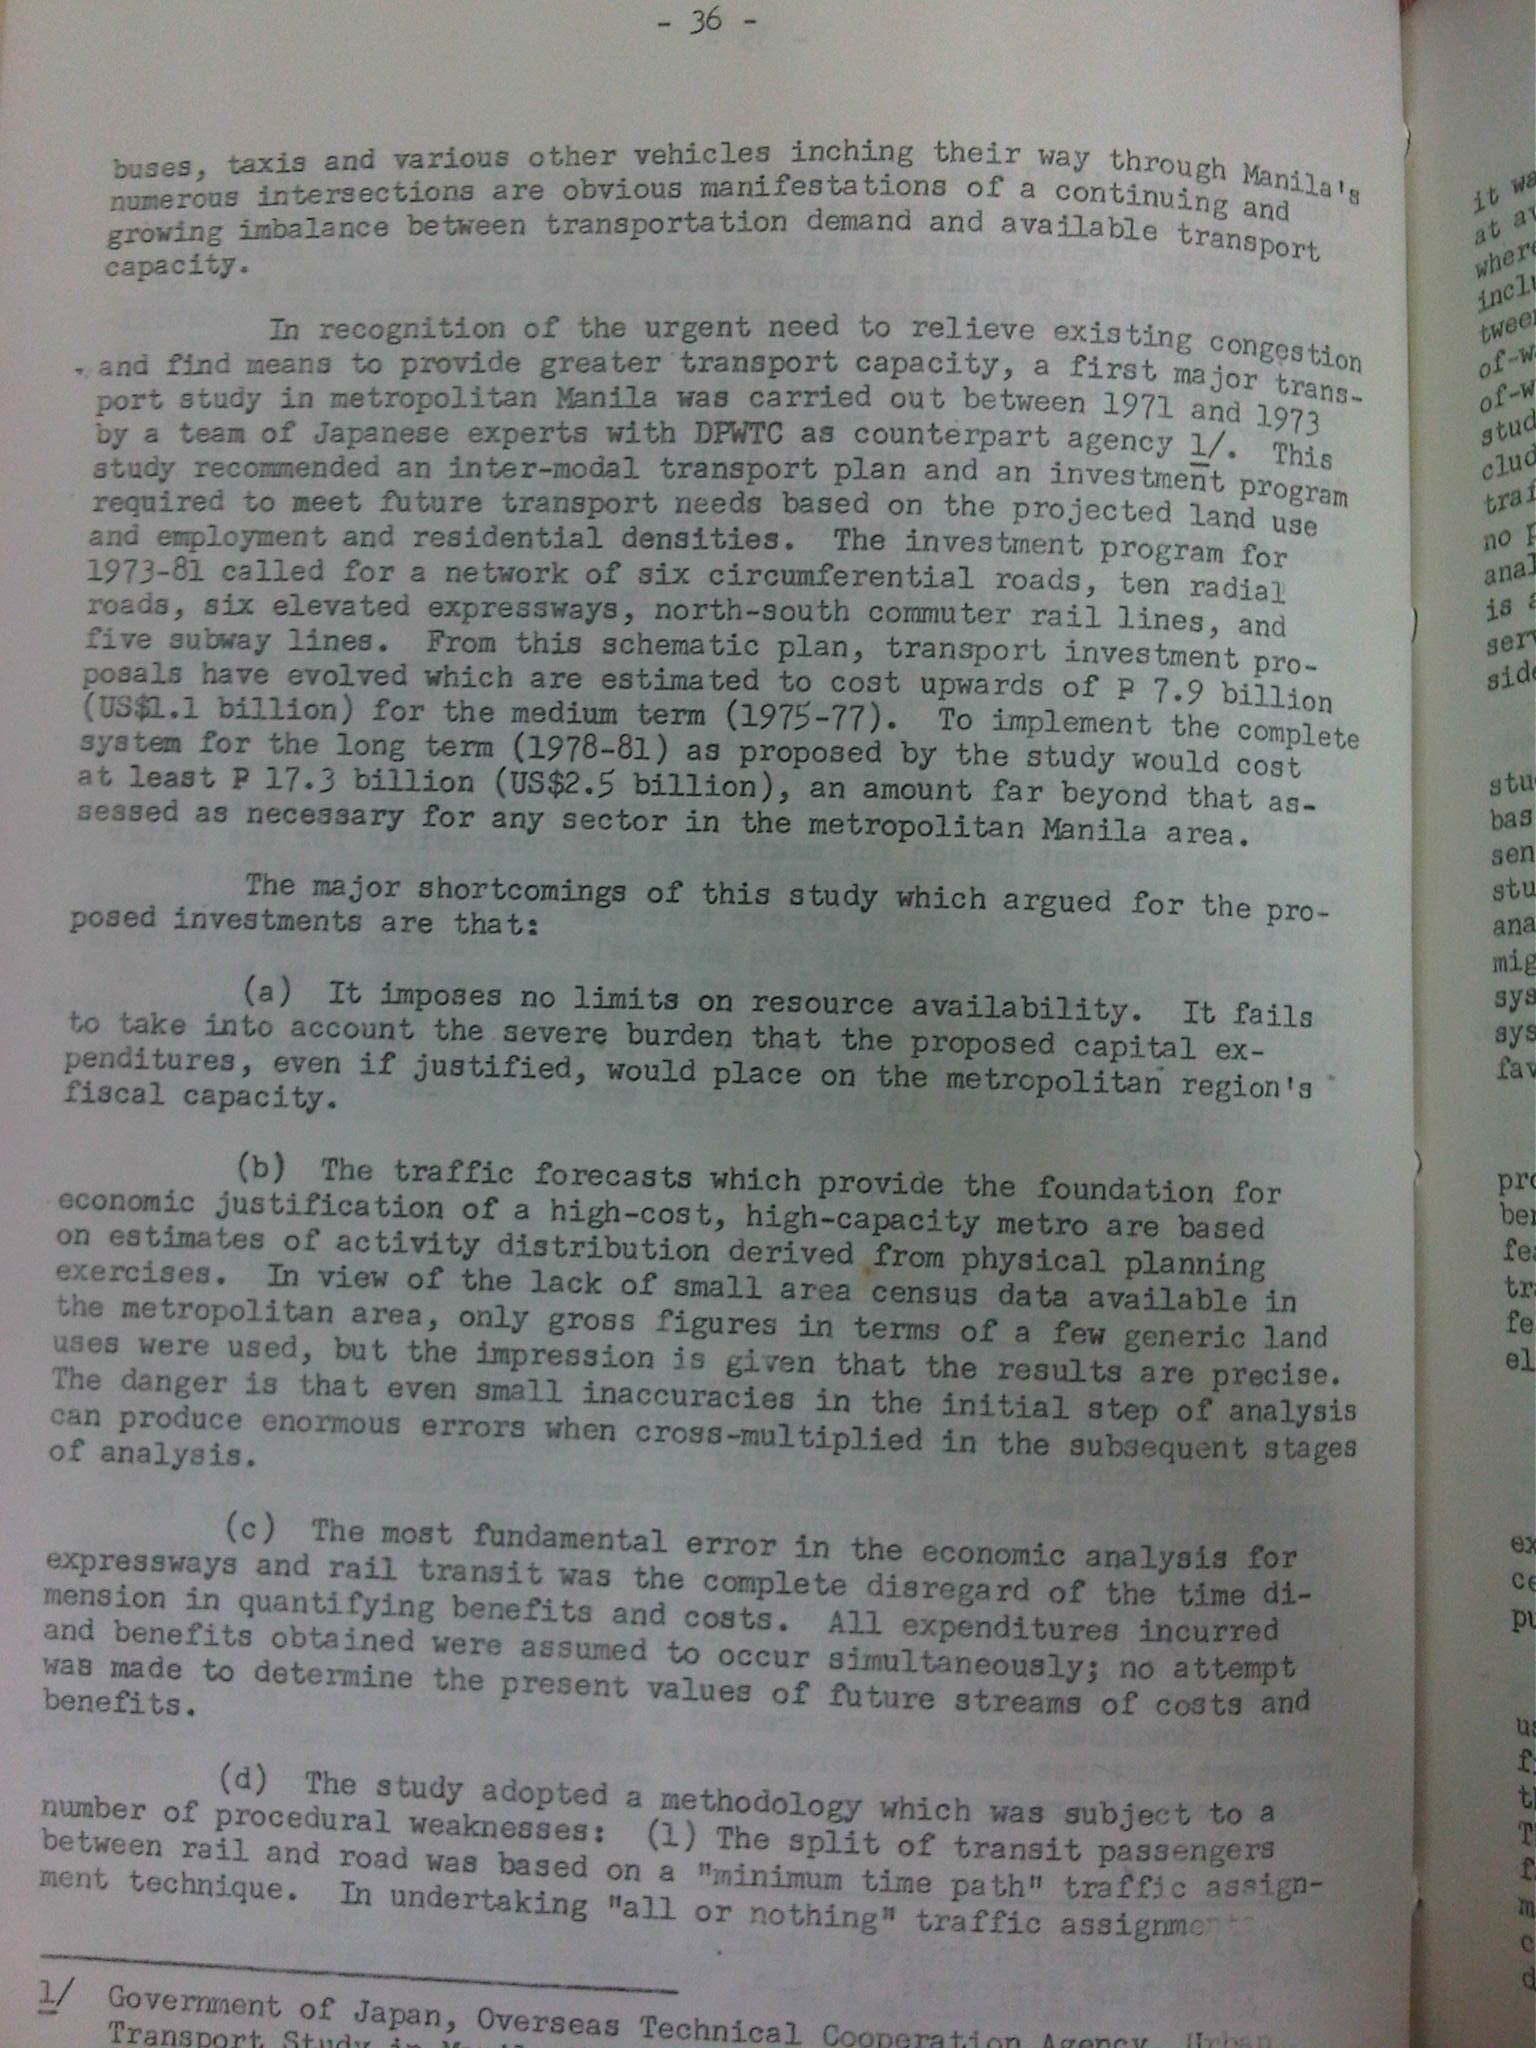 - 36 -
buses, taxis and various other vehicles inching their way through Manila's
numerous intersections are obvious manifestations of a continuing and
growing imbalance between transportation demand and available transport
capacity.
In recognition of the urgent need to relieve existing congestion
and find means to provide greater transport capacity, a first major trans-
port study in metropolitan Manila was carried out between 1971 and 1973
by a team of Japanese experts with DPWTC as counterpart agency 1/. This
study recommended an inter-modal transport plan and an investment program
required to meet future transport needs based on the projected land use
and employment and residential densities. The investment program for
1973-81 called for a network of six circumferential roads, ten radial
roads, six elevated expressways, north-south commuter rail lines, and
five subway lines. From this schematic plan, transport investment pro-
posals have evolved which are estimated to cost upwards of ₱ 7.9 billion
(US$1.1 billion) for the medium term (1975-77). To implement the complete
system for the long term (1978-81) as proposed by the study would cost
at least ₱ 17.3 billion (US$2.5 billion), an amount far beyond that as-
sessed as necessary for any sector in the metropolitan Manila area.
The major shortcomings of this study which argued for the pro-
posed investments are that:
(a) It imposes no limits on resource availability. It fails
to take into account the severe burden that the proposed capital ex-
penditures, even if justified, would place on the metropolitan region's
fiscal capacity.
(b) The traffic forecasts which provide the foundation for
economic justification of a high-cost, high-capacity metro are based
on estimates of activity distribution derived from physical planning
exercises. In view of the lack of small area census data available in
the metropolitan area, only gross figures in terms of a few generic land
uses were used, but the impression is given that the results are precise.
The danger is that even small inaccuracies in the initial step of analysis
can produce enormous errors when cross-multiplied in the subsequent stages
of analysis.
(c) The most fundamental error in the economic analysis for
expressways and rail transit was the complete disregard of the time di-
mension in quantifying benefits and costs. All expenditures incurred
and benefits obtained were assumed to occur simultaneously; no attempt
was made to determine the present values of future streams of costs and
benefits.
(d) The study adopted a methodology which was subject to a
number of procedural weaknesses: (1) The split of transit passengers
between rail and road was based on a "minimum time path" traffic assign-
ment technique. In undertaking "all or nothing" traffic
1/ Government of Japan, Overseas Technical Cooperation Agency, Urban
Transport Study in